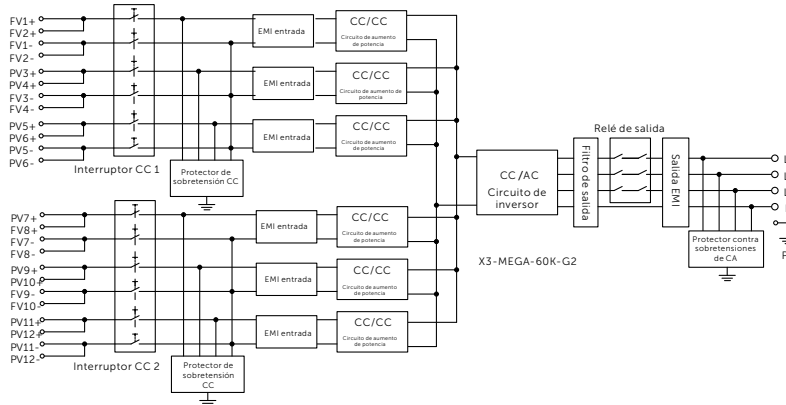 FV1+
FV2+
FV1-
FV2-
PV3+
PV4+
FV3-
FV4-
PV5+
PV6+
PV5-
PV6-
Interruptor CC 1
Protector de
sobretensión CC
EMI entrada
CC/CC
Circuito de aumento
de potencia
EMI entrada
CC/CC
Circuito de aumento de
potencia
EMI entrada
CC/CC
Circuito de aumento
de potencia
PV7+
FV8+
FV7-
FV8-
PV9+
PV10+
FV9-
FV10-
PV11+
PV12+
PV11-
PV12-
Interruptor CC 2
Protector de
sobretensión
CC
EMI entrada
CC/CC
Circuito de aumento
de potencia
EMI entrada
CC/CC
Circuito de aumento
de potencia
EMI entrada
CC/CC
Circuito de aumento
de potencia
CC/AC
Circuito de
inversor
X3-MEGA-60K-G2
Filtro de salida
Relé de salida
Salida EMI
Protector contra
sobretensiones
de CA
L
L
L